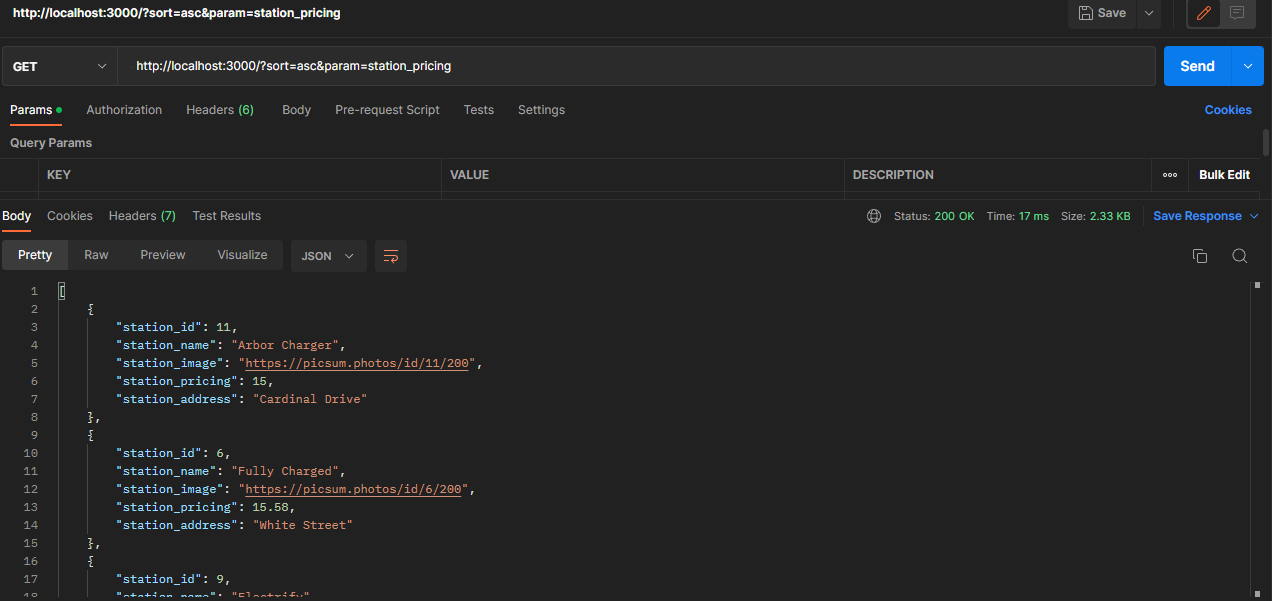 http://localhost:3000/?sort=asc&param=station_pricing
Save
GET
http://localhost:3000/?sort=asc&param=station_pricing
Send
Params Authorization Headers (6) Body Pre-request Script Tests Settings Cookies
Query Params
KEY VALUE DESCRIPTION ooo Bulk Edit
Body Cookies Headers (7) Test Results Status: 200 OK Time: 17 ms Size: 2.33 KB Save Response
Pretty Raw Preview Visualize JSON
1 [
2 {
3 "station_id": 11,
4 "station_name": "Arbor Charger",
5 "station_image": "https://picsum.photos/id/11/200",
6 "station_pricing": 15,
7 "station_address": "Cardinal Drive"
8 },
9 {
10 "station_id": 6,
11 "station_name": "Fully Charged",
12 "station_image": "https://picsum.photos/id/6/200",
13 "station_pricing": 15.58,
14 "station_address": "White Street"
15 },
16 {
17 "station_id": 9,
18 "station_name": "Electrify"